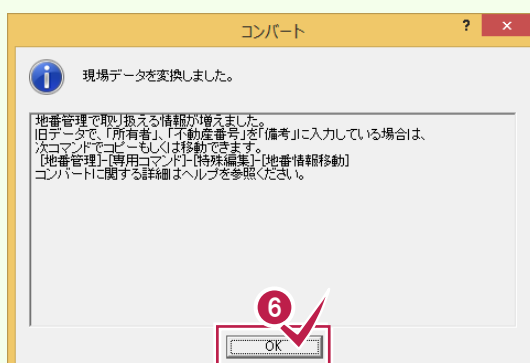 コンバート
? ×
現場データを変換しました。
地番管理で取り扱える情報が増えました。
旧データで、「所有者」、「不動産番号」を「備考」に入力している場合は、
次コマンドでコピーもしくは移動できます。
[地番管理]-[専用コマンド]-[特殊編集]-[地番情報移動]
コンバートに関する詳細はヘルプを参照ください。
6
OK